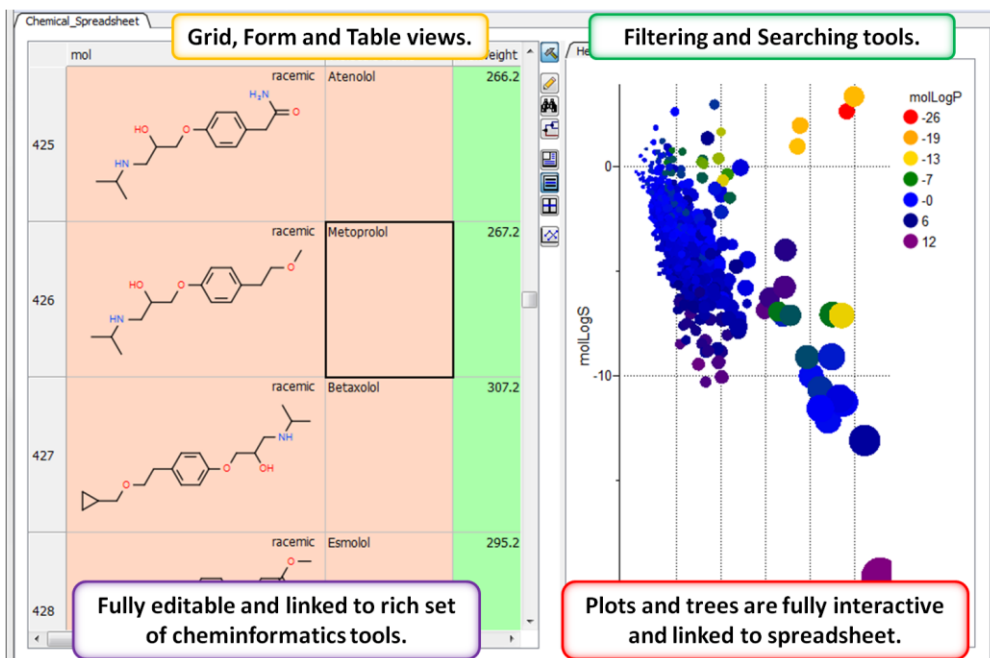 Chemical_Spreadsheet
Grid, Form and Table views.
Filtering and Searching tools.
mol
eight
He
racemic Atenolol 266.2
H₂N
O
HO
O
425
HN
racemic Metoprolol 267.2
O
HO
O
426
HN
racemic Betaxolol 307.2
NH
427
O
OH
O
racemic Esmolol 295.2
O
428
Fully editable and linked to rich set
of cheminformatics tools.
molLogP
-26
-19
-13
-7
-0
6
12
0
molLogS
-10
Plots and trees are fully interactive
and linked to spreadsheet.